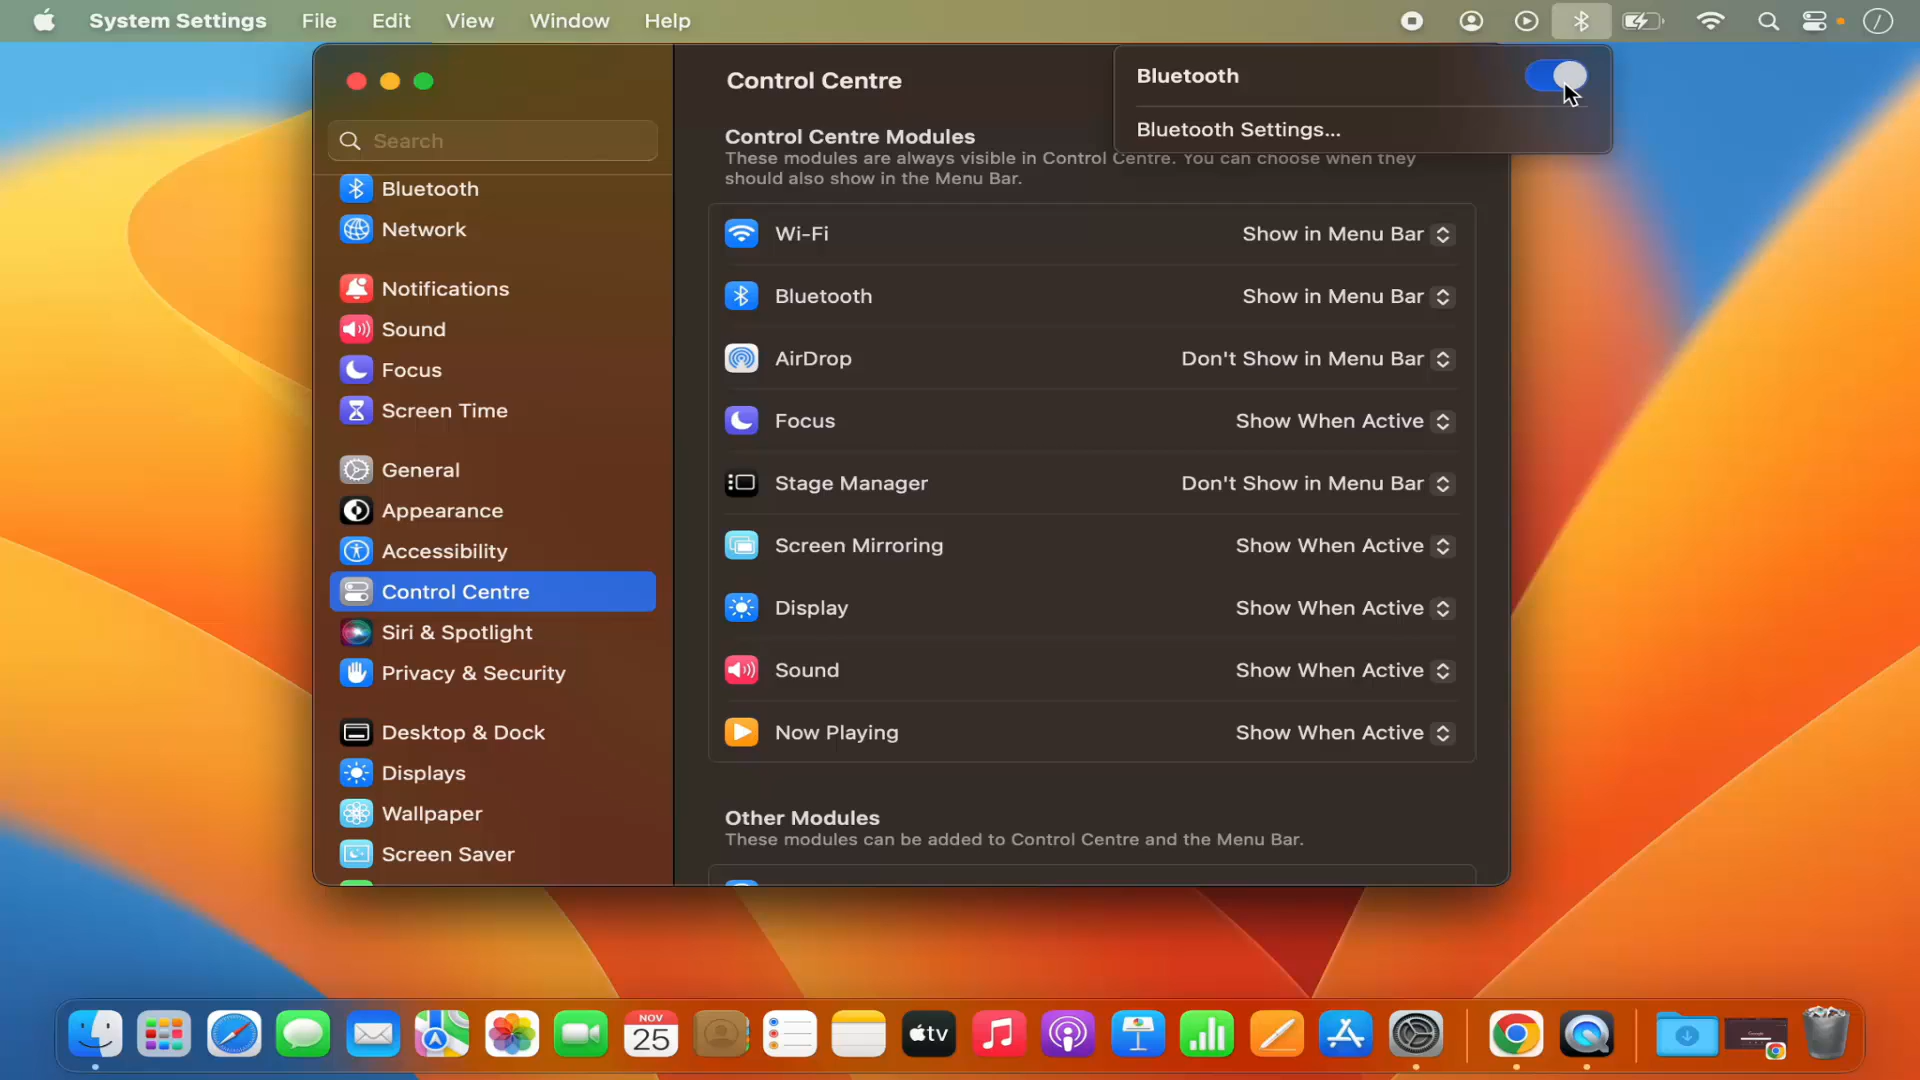 System Settings File Edit View Window Help
Bluetooth
Bluetooth Settings...
Search
Bluetooth
Network
Notifications
Sound
Focus
Screen Time
General
Appearance
Accessibility
Control Centre
Siri & Spotlight
Privacy & Security
Desktop & Dock
Displays
Wallpaper
Screen Saver
Control Centre
Control Centre Modules
These modules are always visible in Control Centre. You can choose when they
should also show in the Menu Bar.
Wi-Fi Show in Menu Bar
Bluetooth Show in Menu Bar
AirDrop Don't Show in Menu Bar
Focus Show When Active
Stage Manager Don't Show in Menu Bar
Screen Mirroring Show When Active
Display Show When Active
Sound Show When Active
Now Playing Show When Active
Other Modules
These modules can be added to Control Centre and the Menu Bar.
NOV
25
tv